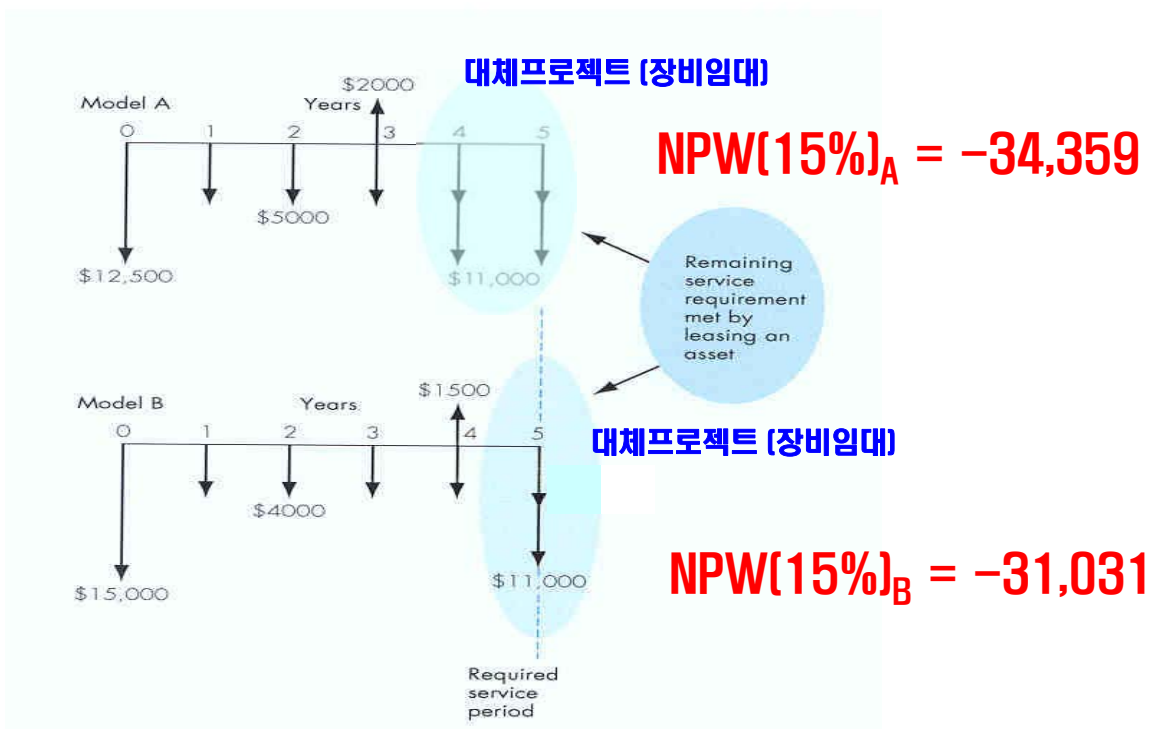 대체프로젝트 (장비임대)
$2000
Model A
Years
0 1 2 3 4 5
$5000
$12,500
$11,000
NPW(15%)A = -34,359
Remaining
service
requirement
met by
leasing an
asset
$1500
Model B
Years
0 1 2 3 4 5
대체프로젝트 (장비임대)
$4000
$15,000
$11,000
NPW(15%)B = -31,031
Required
service
period